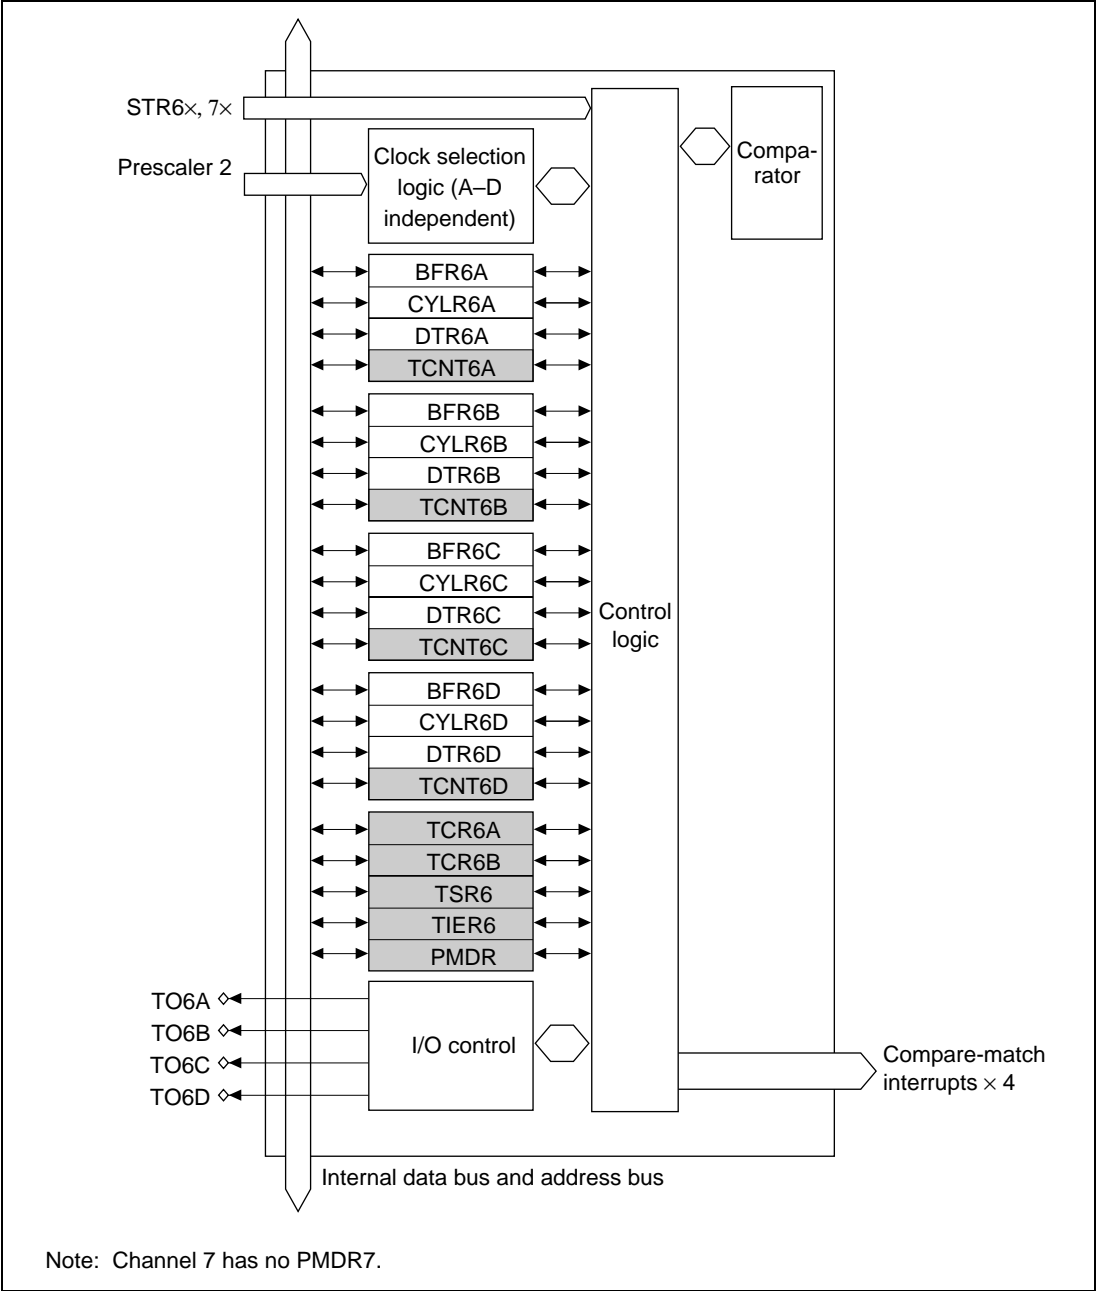 STR6×, 7×
Prescaler 2
Clock selection
logic (A–D
independent)
Compa-
rator
BFR6A
CYLR6A
DTR6A
TCNT6A
BFR6B
CYLR6B
DTR6B
TCNT6B
BFR6C
CYLR6C
DTR6C
TCNT6C
Control
logic
BFR6D
CYLR6D
DTR6D
TCNT6D
TCR6A
TCR6B
TSR6
TIER6
PMDR
TO6A
TO6B
TO6C
TO6D
I/O control
Compare-match
interrupts × 4
Internal data bus and address bus
Note: Channel 7 has no PMDR7.